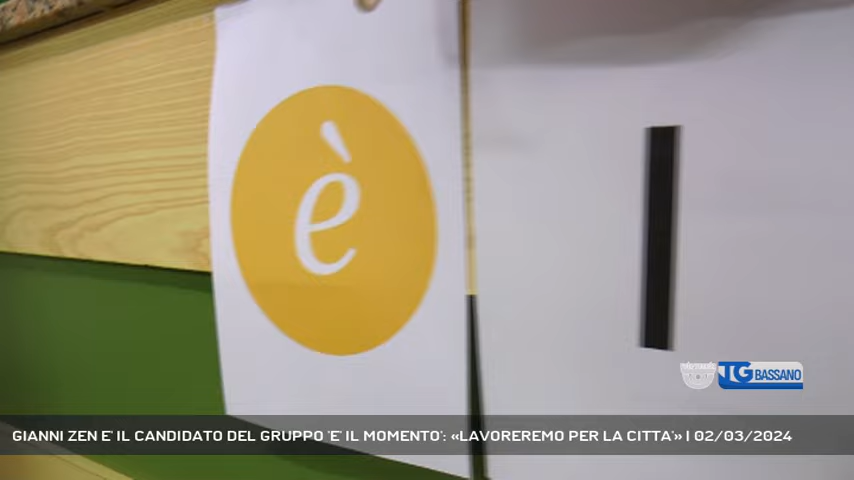 è
I
TG BASSANO
GIANNI ZEN E' IL CANDIDATO DEL GRUPPO 'E' IL MOMENTO': «LAVOREREMO PER LA CITTA'» | 02/03/2024